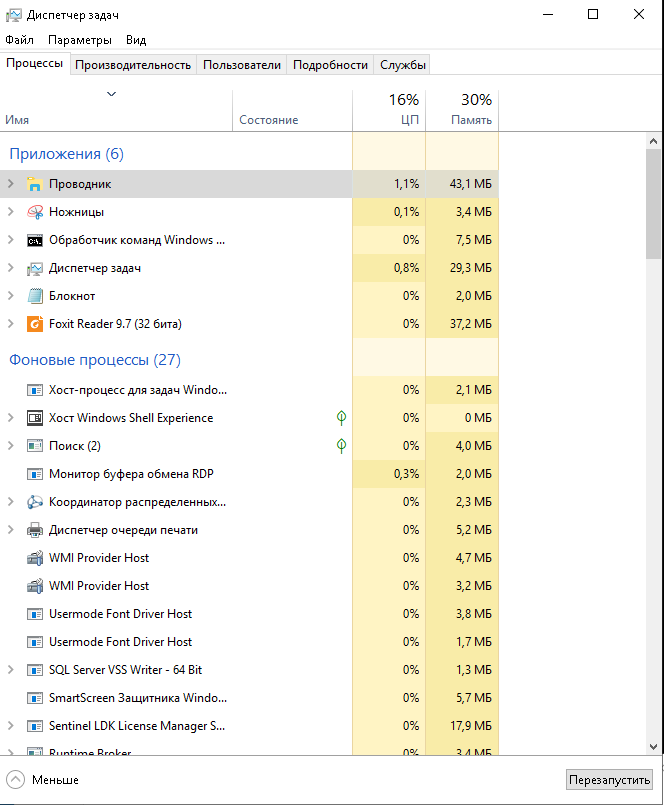 Диспетчер задач
Файл Параметры Вид
Процессы Производительность Пользователи Подробности Службы
16% 30%
Имя Состояние ЦП Память
Приложения (6)
Проводник 1,1% 43,1 МБ
Ножницы 0,1% 3,4 МБ
Обработчик команд Windows ... 0% 7,5 МБ
Диспетчер задач 0,8% 29,3 МБ
Блокнот 0% 2,0 МБ
Foxit Reader 9.7 (32 бита) 0% 37,2 МБ
Фоновые процессы (27)
Хост-процесс для задач Windo... 0% 2,1 МБ
Хост Windows Shell Experience 0% 0 МБ
Поиск (2) 0% 4,0 МБ
Монитор буфера обмена RDP 0,3% 2,0 МБ
Координатор распределенных... 0% 2,3 МБ
Диспетчер очереди печати 0% 5,2 МБ
WMI Provider Host 0% 4,7 МБ
WMI Provider Host 0% 3,2 МБ
Usermode Font Driver Host 0% 3,8 МБ
Usermode Font Driver Host 0% 1,7 МБ
SQL Server VSS Writer - 64 Bit 0% 1,3 МБ
SmartScreen Защитника Windo... 0% 5,7 МБ
Sentinel LDK License Manager S... 0% 17,9 МБ
Runtime Broker 0% 3,4 МБ
Меньше Перезапустить